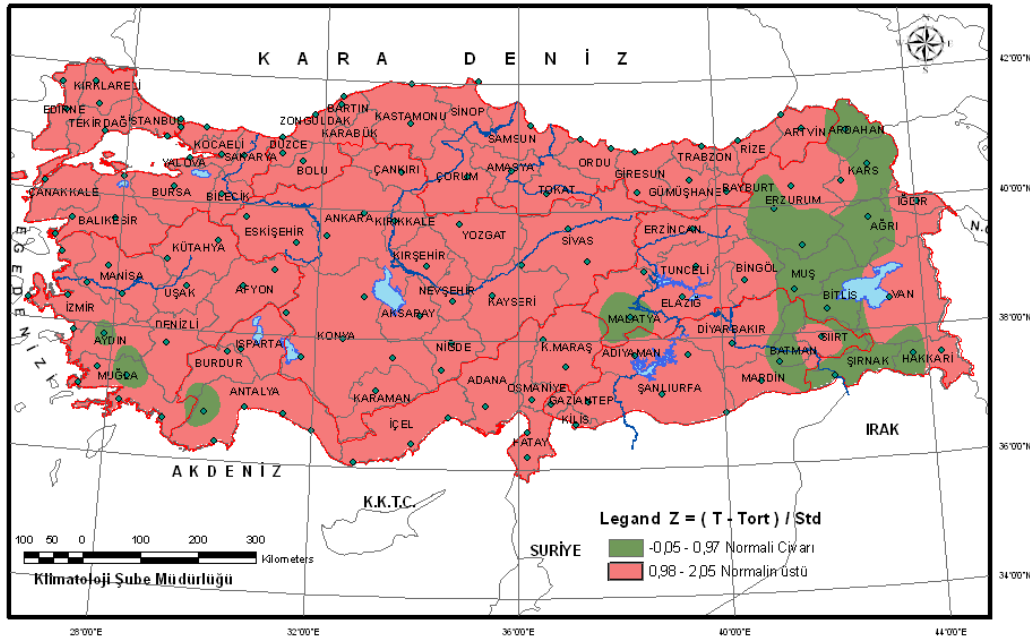 K A R A D E N İ Z
42°00'0"N
KIRKLARELİ
EDİRNE
TEKİRDAĞ
İSTANBUL
KOCAELİ
YALOVA
SAKARYA
DÜZCE
ZONGULDAK
BARTIN
KARABÜK
KASTAMONU
SİNOP
SAMSUN
BOLU
ÇANKIRI
ÇORUM
AMASYA
TOKAT
ORDU
GİRESUN
TRABZON
RİZE
ARTVİN
ARDAHAN
KARS
GÜMÜŞHANE
BAYBURT
ERZURUM
IĞDIR
AĞRI
40°00'0"N
ÇANAKKALE
BALIKESİR
BURSA
BİLECİK
ESKİŞEHİR
ANKARA
KIRIKKALE
YOZGAT
SİVAS
ERZİNCAN
N.C
E G E D E N İ Z İ
KÜTAHYA
MANİSA
UŞAK
AFYON
KIRŞEHİR
NEVŞEHİR
KAYSERİ
TUNCELİ
BİNGÖL
MUŞ
BİTLİS
VAN
ELAZIĞ
MALATYA
İZMİR
AYDIN
DENİZLİ
ISPARTA
BURDUR
KONYA
AKSARAY
NİĞDE
K.MARAŞ
ADIYAMAN
DİYARBAKIR
BATMAN
SİİRT
ŞIRNAK
HAKKARİ
38°00'0"N
MUĞLA
ANTALYA
KARAMAN
İÇEL
ADANA
OSMANİYE
GAZİANTEP
KİLİS
HATAY
ŞANLIURFA
MARDİN
A K D E N İ Z
IRAK
36°00'0"N
K.K.T.C.
SURİYE
Legand Z = ( T - Tort ) / Std
-0,05 - 0,97 Normali Civarı
0,98 - 2,05 Normalin üstü
100 50 0 100 200 300
Kilometers
Klimatoloji Şube Müdürlüğü
34°00'0"N
28°00'E 32°00'E 36°00'E 40°00'E 44°00'E